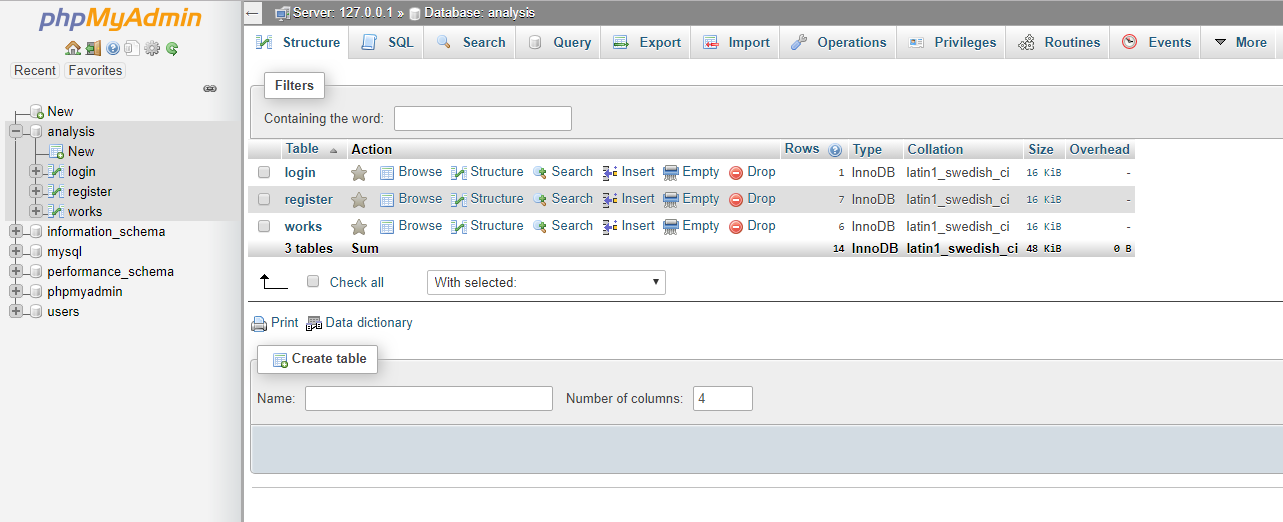 phpMyAdmin
Recent Favorites
New
analysis
New
login
register
works
information_schema
mysql
performance_schema
phpmyadmin
users
Server: 127.0.0.1 » Database: analysis
Structure SQL Search Query Export Import Operations Privileges Routines Events More
Filters
Containing the word:
Table Action Rows Type Collation Size Overhead
login Browse Structure Search Insert Empty Drop 1 InnoDB latin1_swedish_ci 16 KiB -
register Browse Structure Search Insert Empty Drop 7 InnoDB latin1_swedish_ci 16 KiB -
works Browse Structure Search Insert Empty Drop 6 InnoDB latin1_swedish_ci 16 KiB -
3 tables Sum 14 InnoDB latin1_swedish_ci 48 KiB 0 B
Check all With selected:
Print Data dictionary
Create table
Name: Number of columns: 4